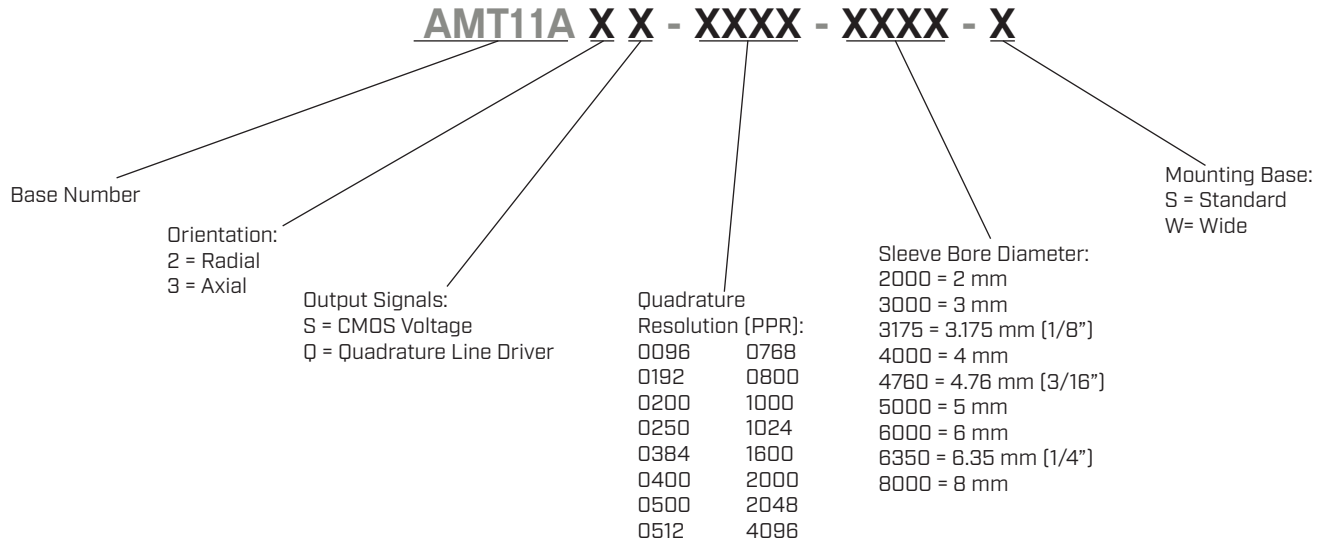 AMT11A X X - XXXX - XXXX - X
Base Number
Orientation:
2 = Radial
3 = Axial
Output Signals:
S = CMOS Voltage
Q = Quadrature Line Driver
Quadrature
Resolution (PPR):
0096 0768
0192 0800
0200 1000
0250 1024
0384 1600
0400 2000
0500 2048
0512 4096
Sleeve Bore Diameter:
2000 = 2 mm
3000 = 3 mm
3175 = 3.175 mm (1/8”)
4000 = 4 mm
4760 = 4.76 mm (3/16”)
5000 = 5 mm
6000 = 6 mm
6350 = 6.35 mm (1/4”)
8000 = 8 mm
Mounting Base:
S = Standard
W= Wide